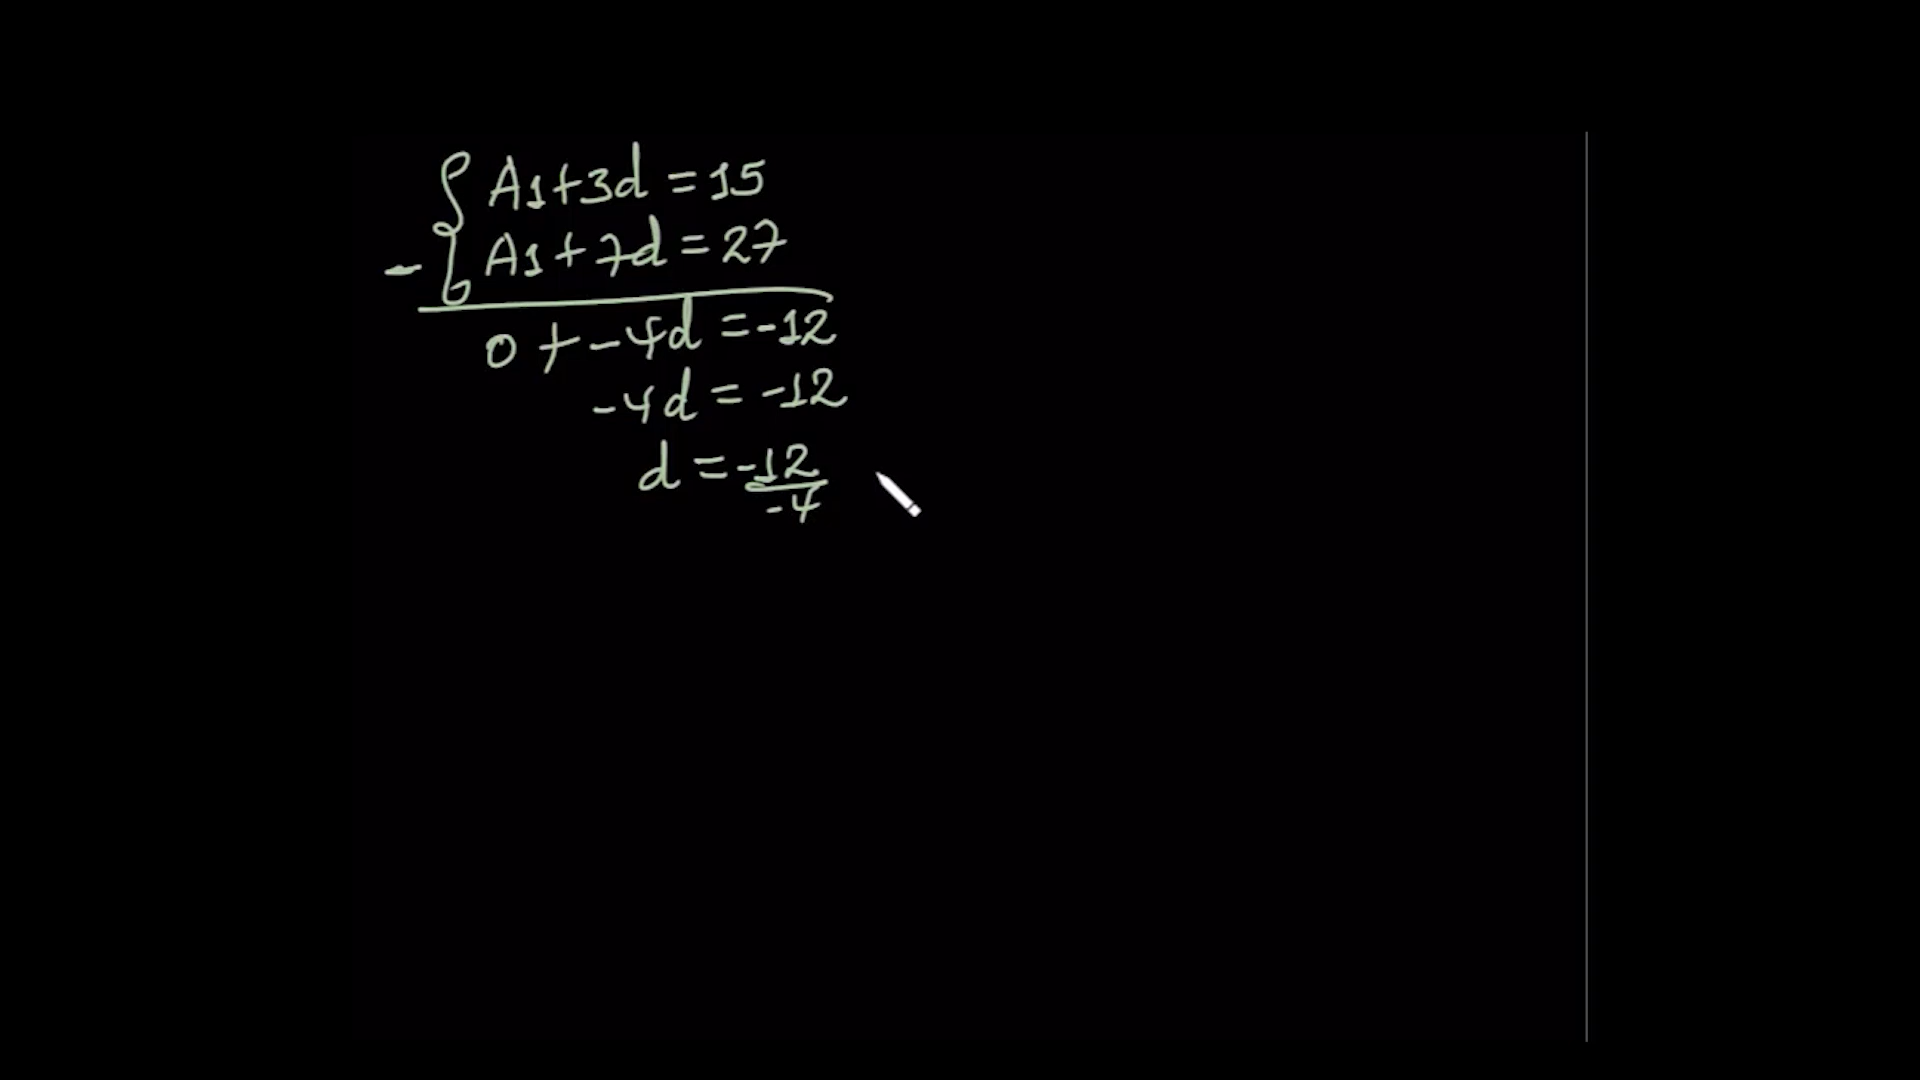 A1+3d = 15
- A1+7d = 27
0 + -4d = -12
-4d = -12
d = -12/-4